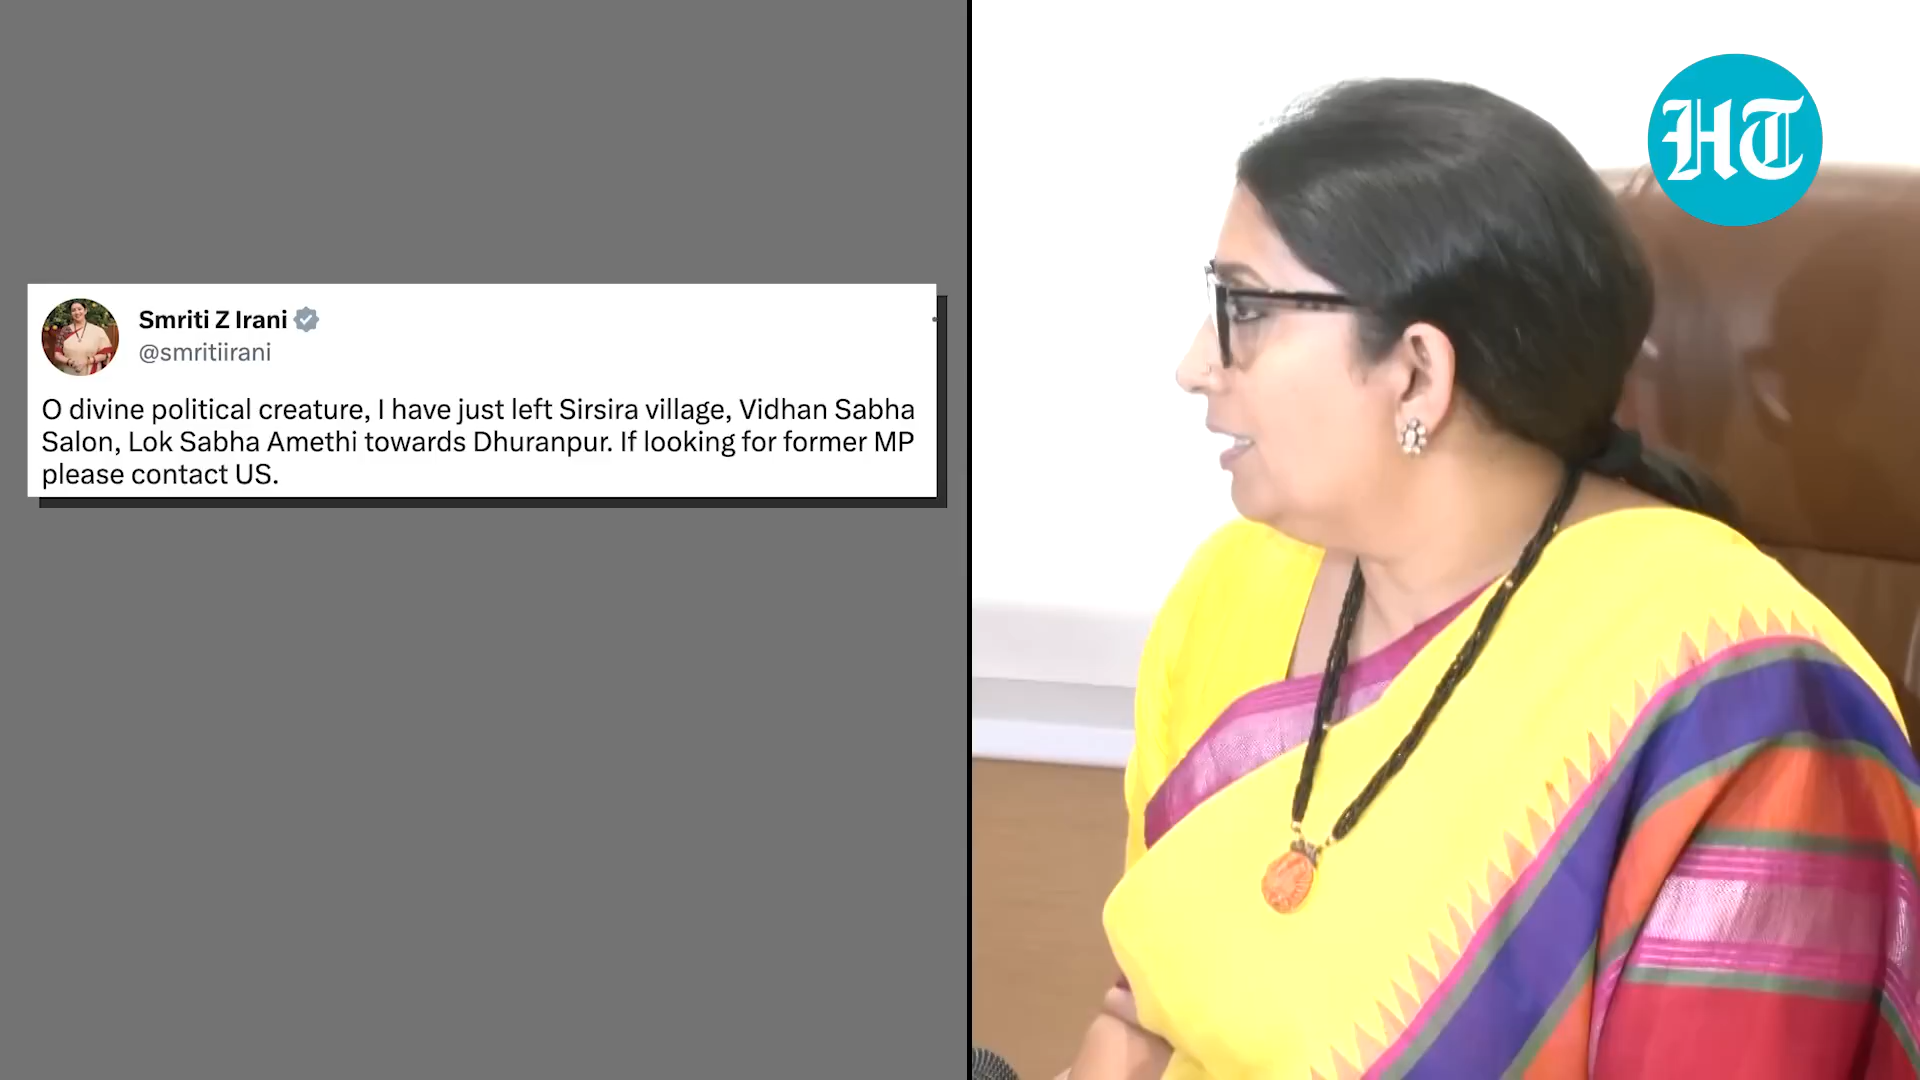 Smriti Z Irani
@smritiirani
O divine political creature, I have just left Sirsira village, Vidhan Sabha
Salon, Lok Sabha Amethi towards Dhuranpur. If looking for former MP
please contact US.
HT